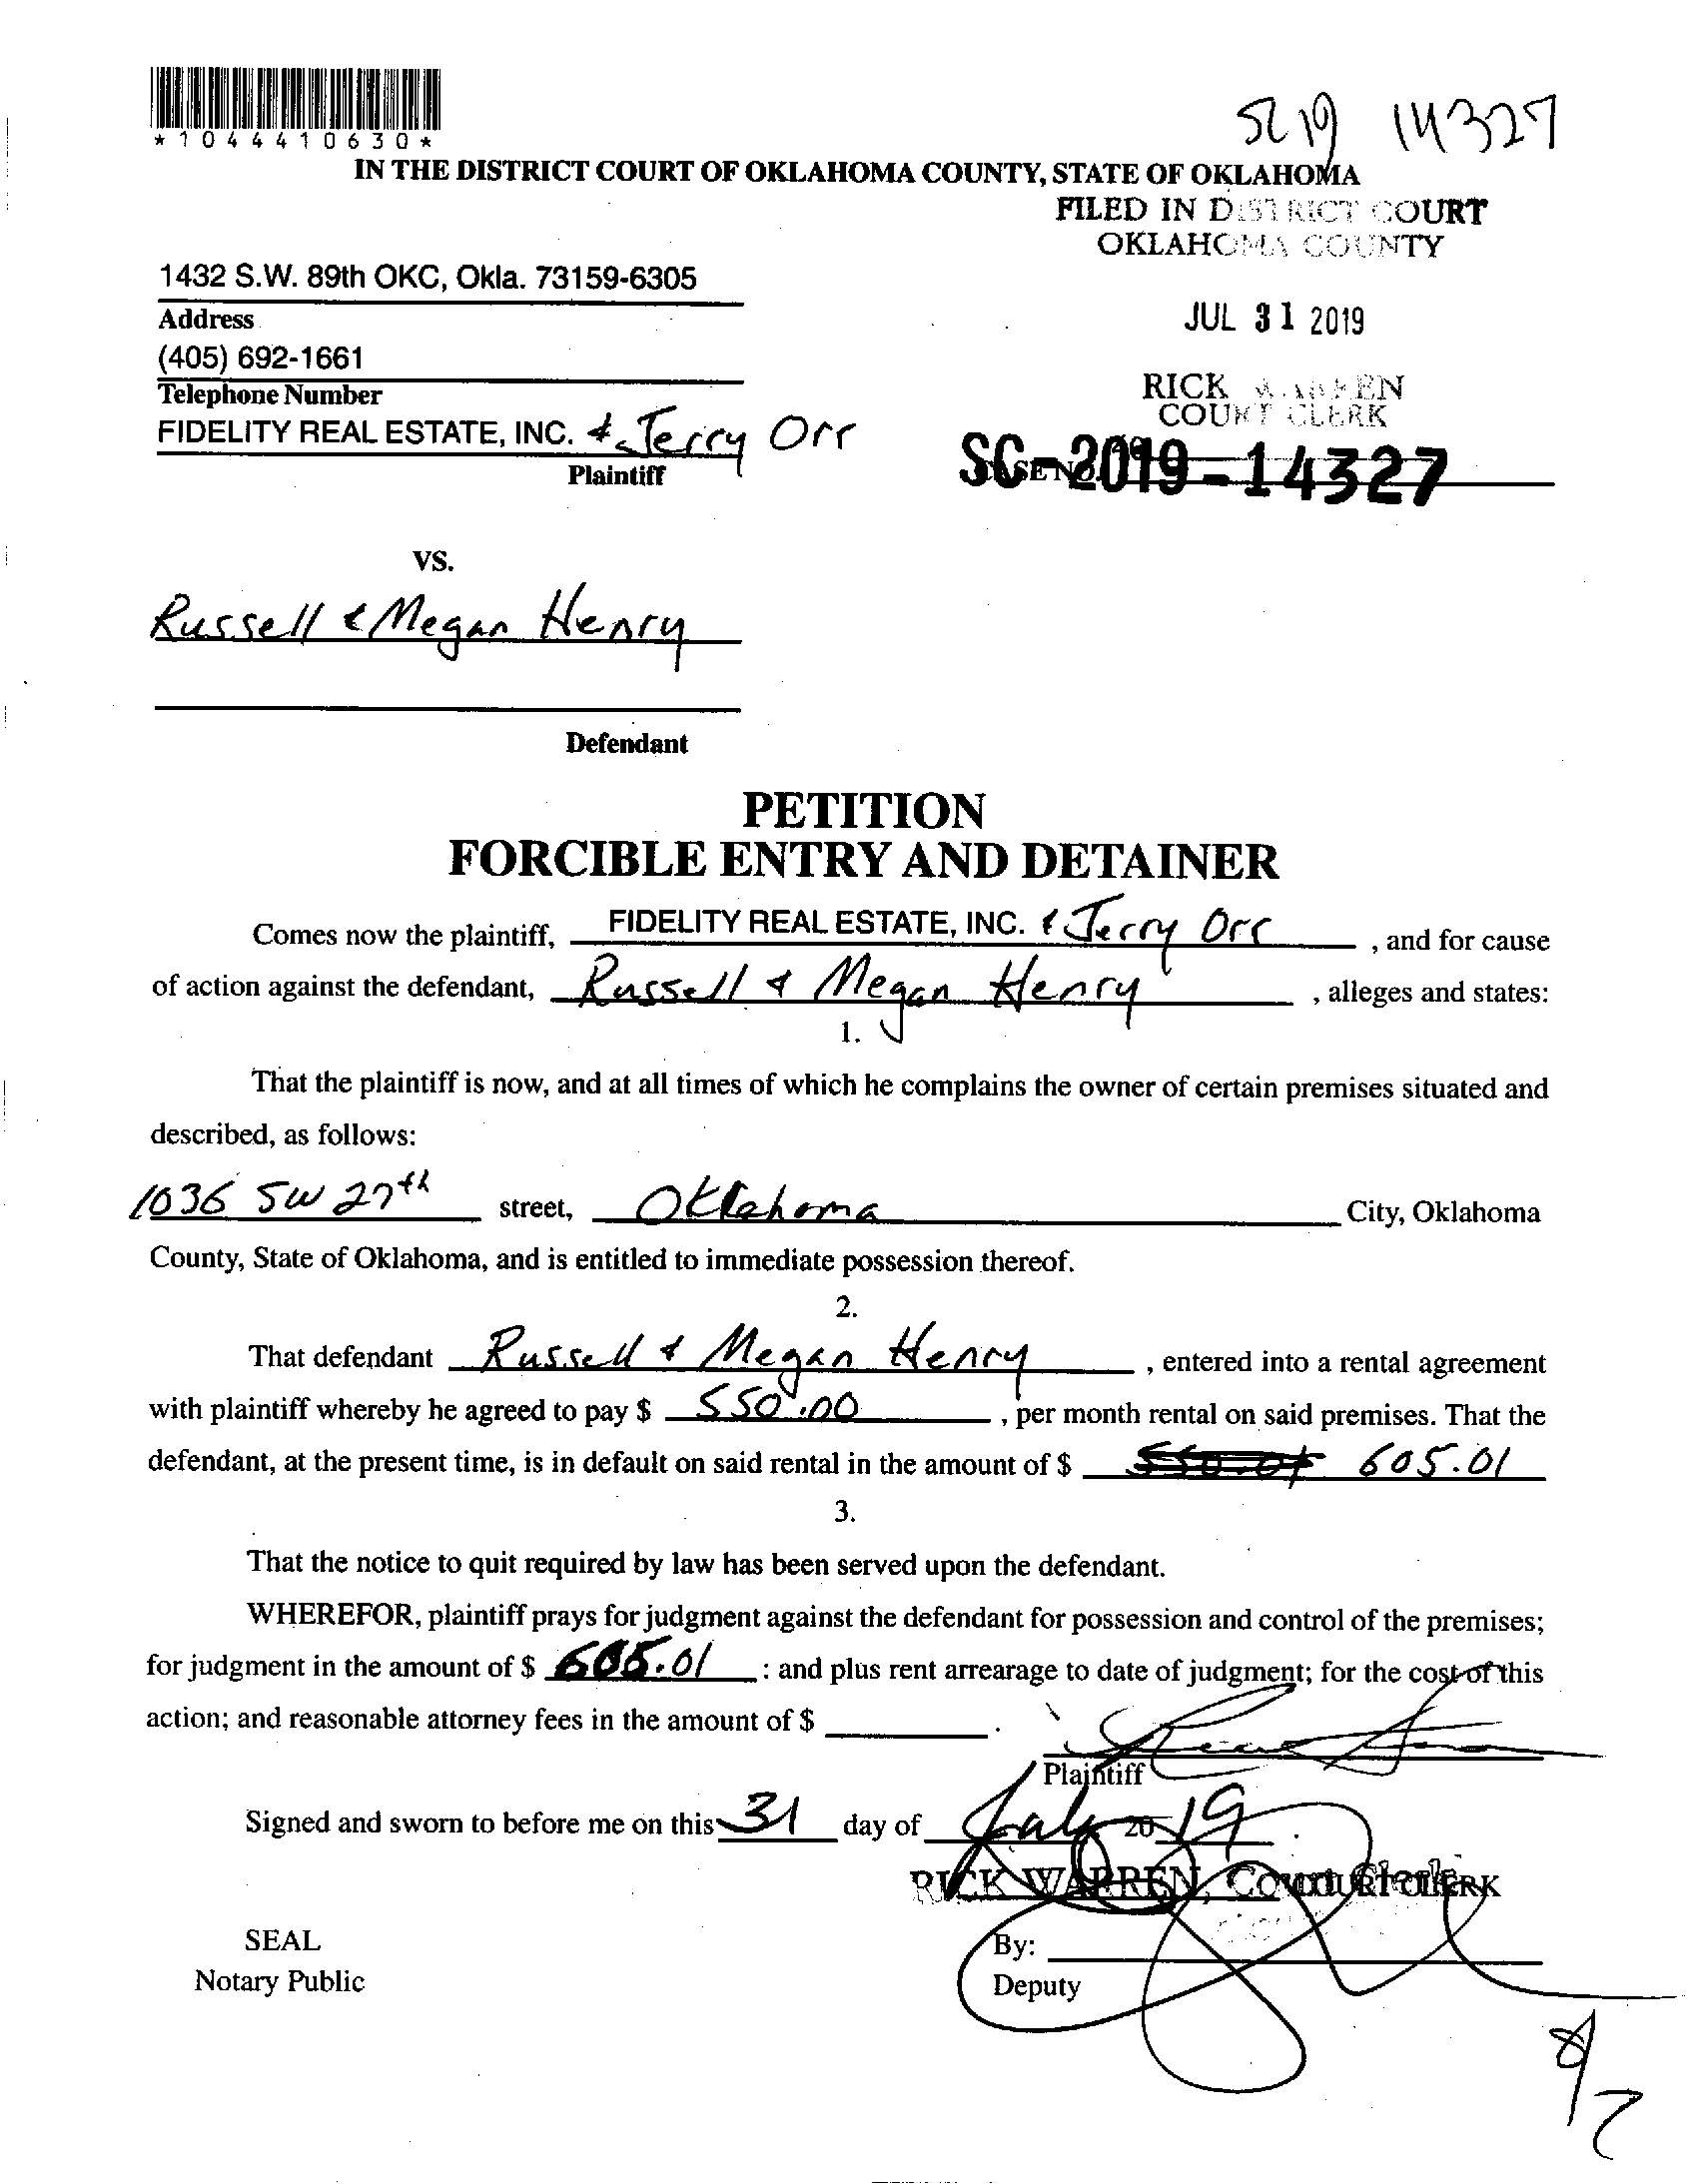 *1044410630*
SC 19 14327
IN THE DISTRICT COURT OF OKLAHOMA COUNTY, STATE OF OKLAHOMA
FILED IN DISTRICT COURT
OKLAHOMA COUNTY
1432 S.W. 89th OKC, Okla. 73159-6305
Address
JUL 31 2019
(405) 692-1661
Telephone Number
RICK WARREN
COURT CLERK
FIDELITY REAL ESTATE, INC. & Jerry Orr
Plaintiff
CASE NO. SC-2019-14327
VS.
Russell & Megan Henry
Defendant
PETITION
FORCIBLE ENTRY AND DETAINER
Comes now the plaintiff, FIDELITY REAL ESTATE, INC. & Jerry Orr , and for cause
of action against the defendant, Russell & Megan Henry , alleges and states:
1.
That the plaintiff is now, and at all times of which he complains the owner of certain premises situated and
described, as follows:
1036 SW 27th street, Oklahoma City, Oklahoma
County, State of Oklahoma, and is entitled to immediate possession thereof.
2.
That defendant Russell & Megan Henry , entered into a rental agreement
with plaintiff whereby he agreed to pay $ 550.00 , per month rental on said premises. That the
defendant, at the present time, is in default on said rental in the amount of $ 605.01
3.
That the notice to quit required by law has been served upon the defendant.
WHEREFOR, plaintiff prays for judgment against the defendant for possession and control of the premises;
for judgment in the amount of $ 605.01 : and plus rent arrearage to date of judgment; for the cost of this
action; and reasonable attorney fees in the amount of $ .
Plaintiff
Signed and sworn to before me on this 31 day of July 2019
RICK WARREN, Court Clerk COURT CLERK
SEAL
By:
Notary Public
Deputy
8/7